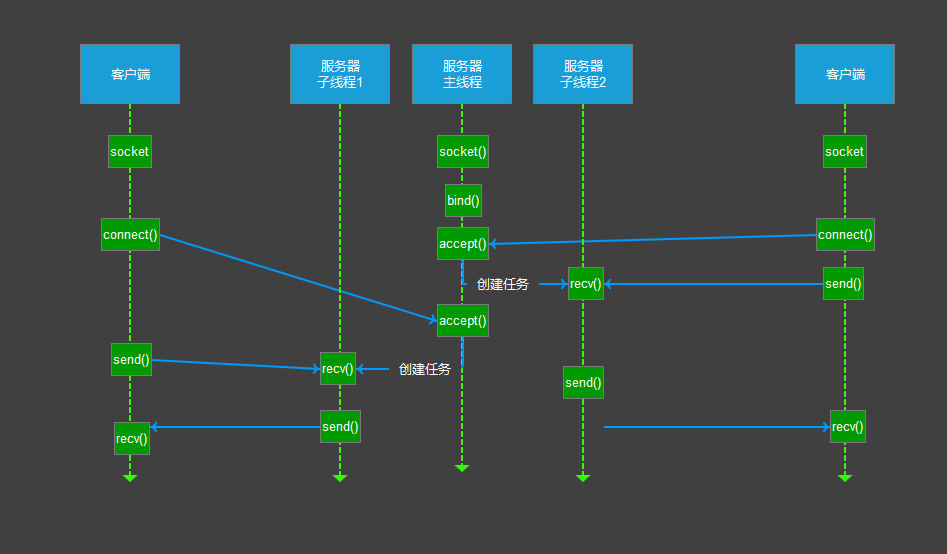 客户端
服务器
子线程1
服务器
主线程
服务器
子线程2
客户端
socket
socket()
socket
bind()
connect()
accept()
connect()
创建任务
recv()
send()
accept()
send()
recv()
创建任务
send()
recv()
send()
recv()